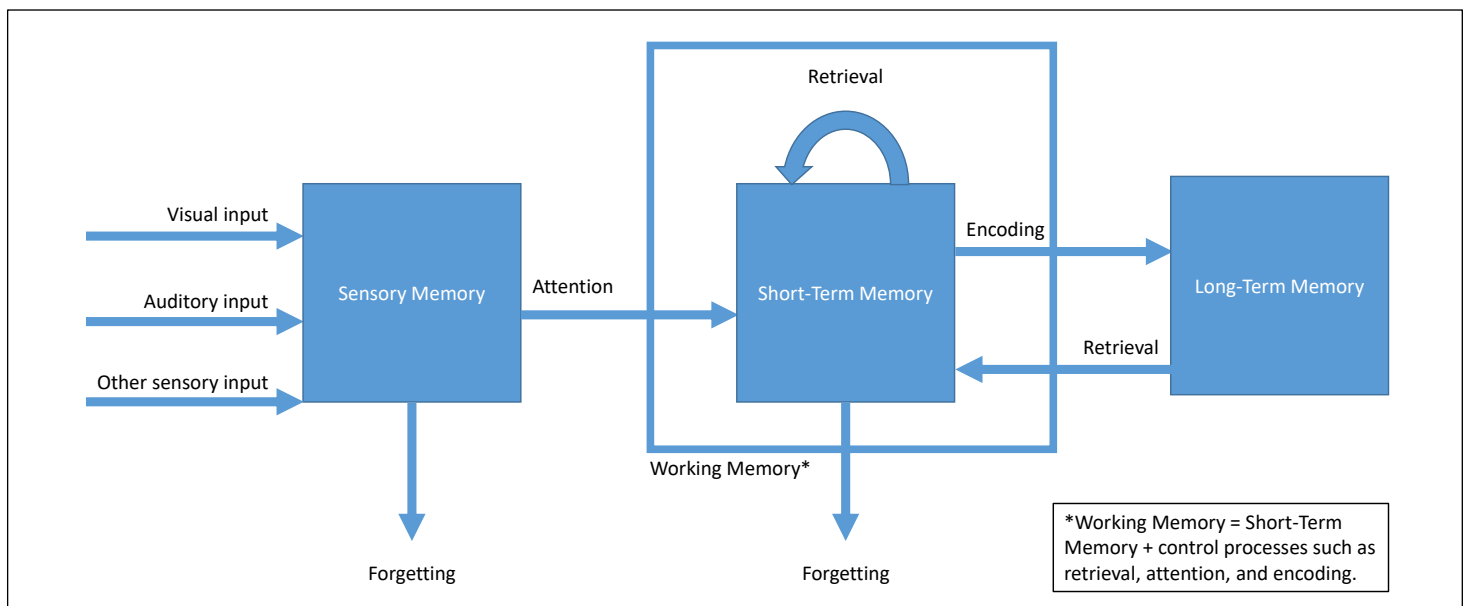 Retrieval
Visual input
Encoding
Sensory Memory
Attention
Short-Term Memory
Long-Term Memory
Auditory input
Retrieval
Other sensory input
Working Memory*
*Working Memory = Short-Term
Memory + control processes such as
retrieval, attention, and encoding.
Forgetting
Forgetting